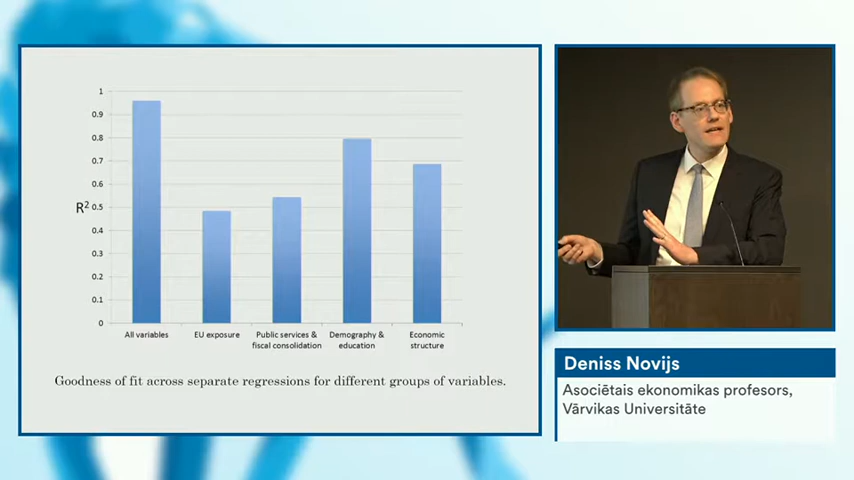 1
0.9
0.8
0.7
0.6
R² 0.5
0.4
0.3
0.2
0.1
0
All variables
EU exposure
Public services &
fiscal consolidation
Demography &
education
Economic
structure
Goodness of fit across separate regressions for different groups of variables.
Deniss Novijs
Asociētais ekonomikas profesors,
Vārvikas Universitāte